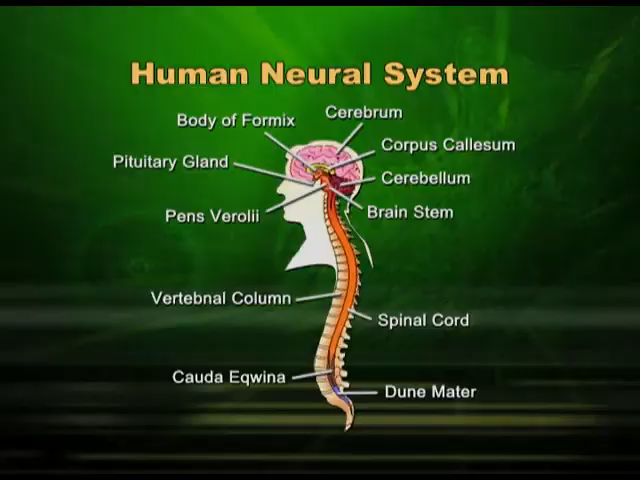 Human Neural System
Cerebrum
Body of Formix
Corpus Callesum
Pituitary Gland
Cerebellum
Pens Verolii
Brain Stem
Vertebnal Column
Spinal Cord
Cauda Eqwina
Dune Mater